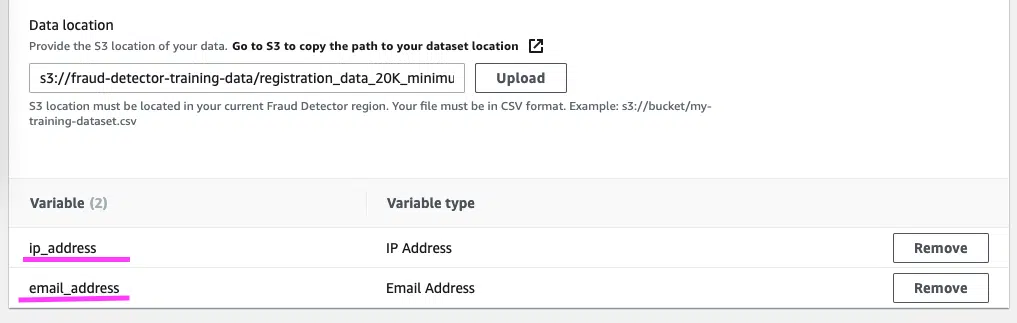 Data location
Provide the S3 location of your data. Go to S3 to copy the path to your dataset location
s3://fraud-detector-training-data/registration_data_20K_minimu
Upload
S3 location must be located in your current Fraud Detector region. Your file must be in CSV format. Example: s3://bucket/my-
training-dataset.csv
Variable (2)
Variable type
ip_address
IP Address
Remove
email_address
Email Address
Remove